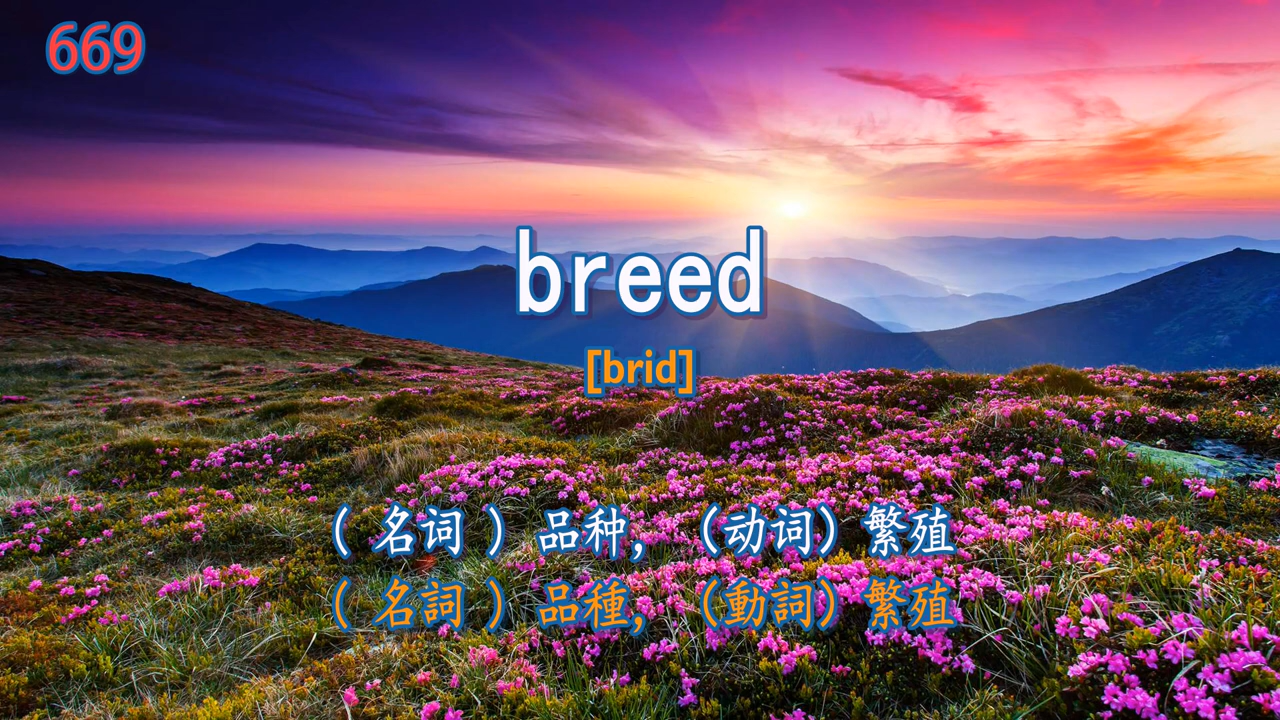 669
breed
[brid]
( 名词 ) 品种, (动词) 繁殖
( 名詞 ) 品種, (動詞) 繁殖